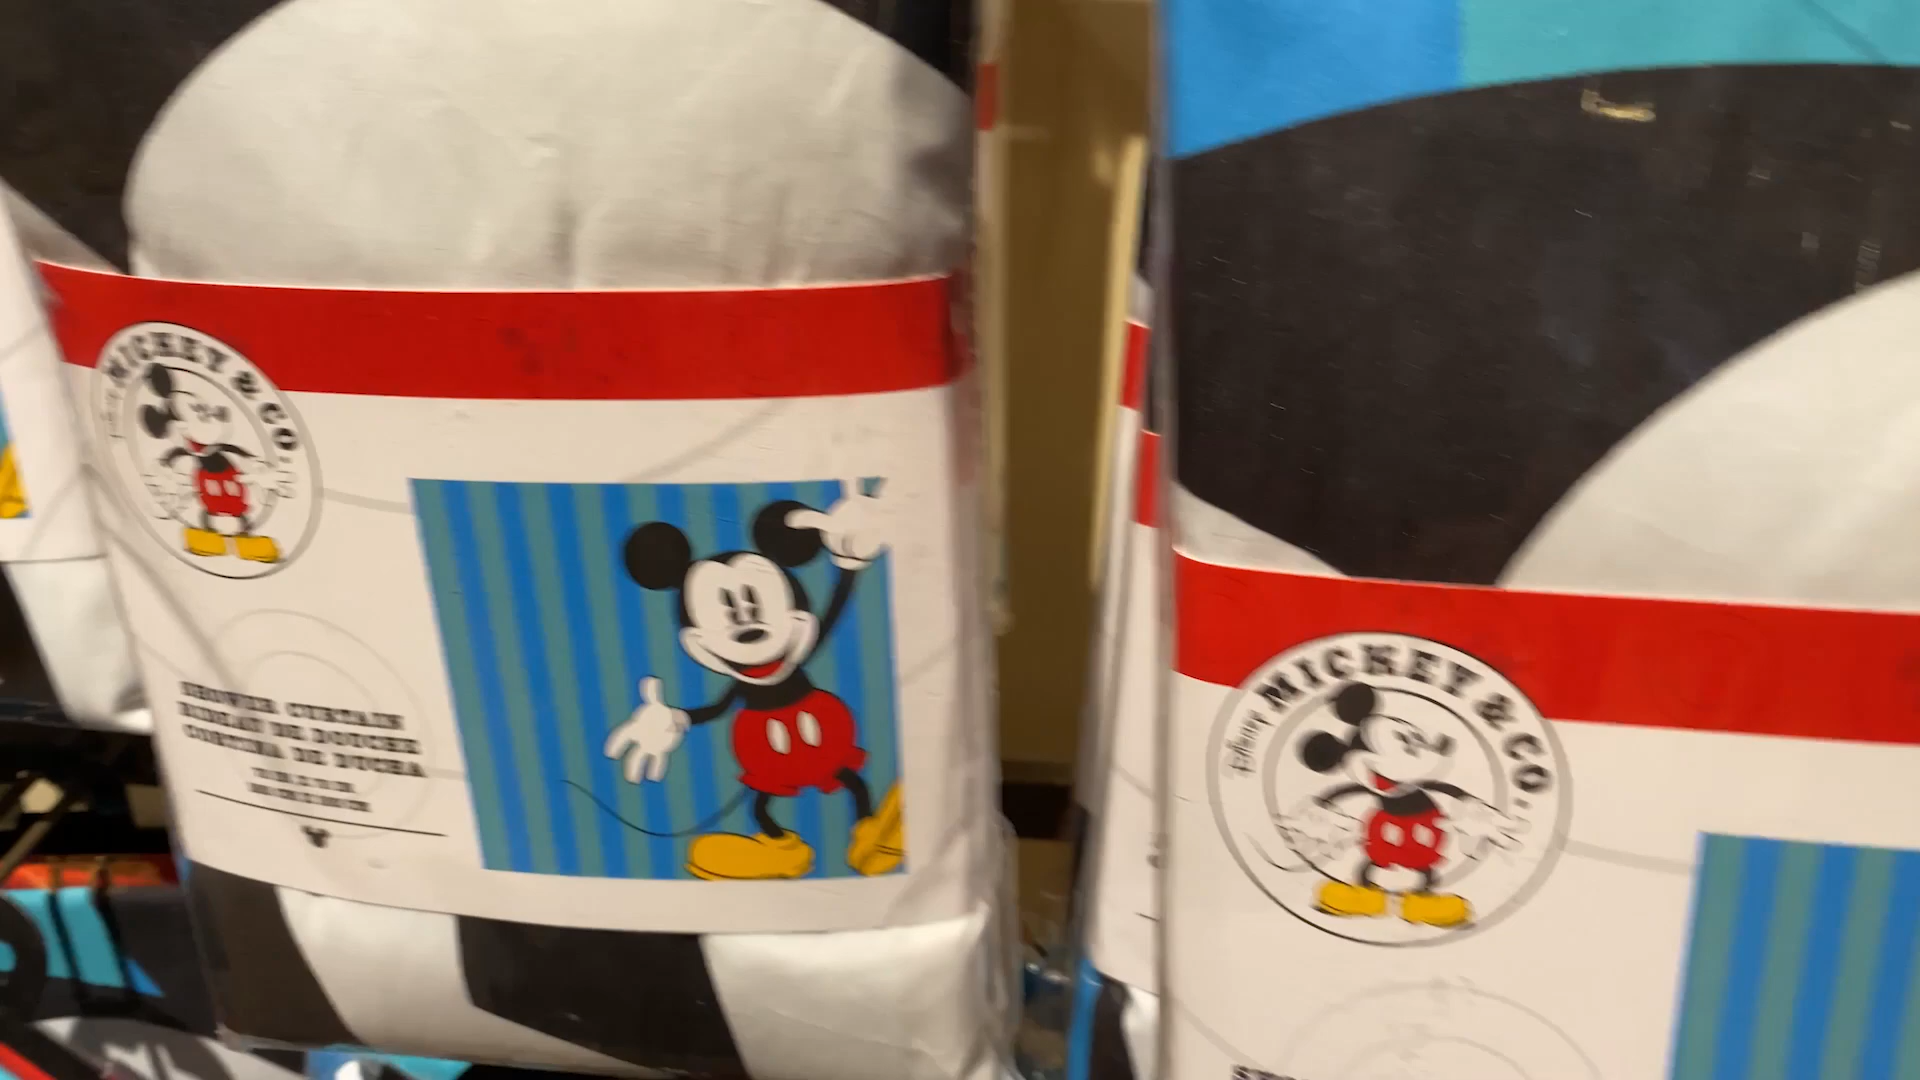 MICKEY & CO.
SHOWER CURTAIN
RIDEAU DE DOUCHE
CORTINA DE DUCHA
Disney MICKEY & CO.